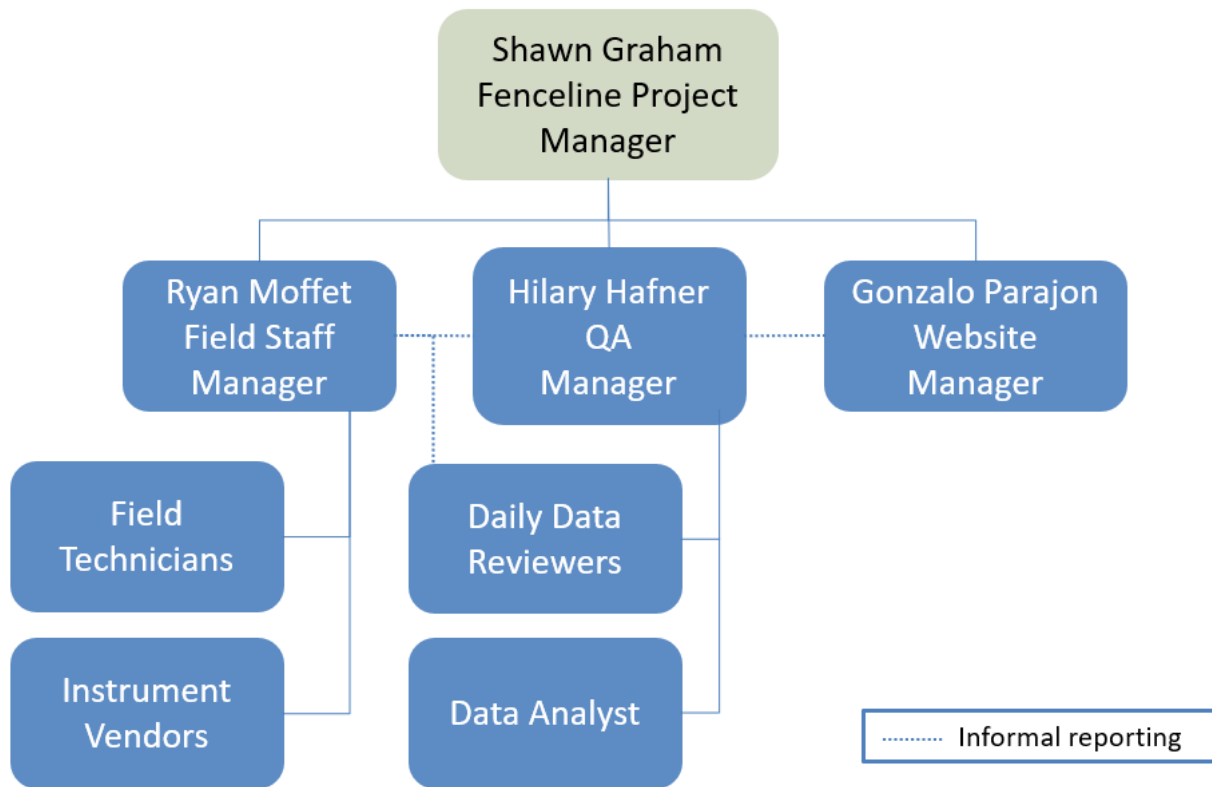 Shawn Graham
Fenceline Project
Manager
Ryan Moffet
Field Staff
Manager
Hilary Hafner
QA
Manager
Gonzalo Parajon
Website
Manager
Field
Technicians
Daily Data
Reviewers
Instrument
Vendors
Data Analyst
Informal reporting